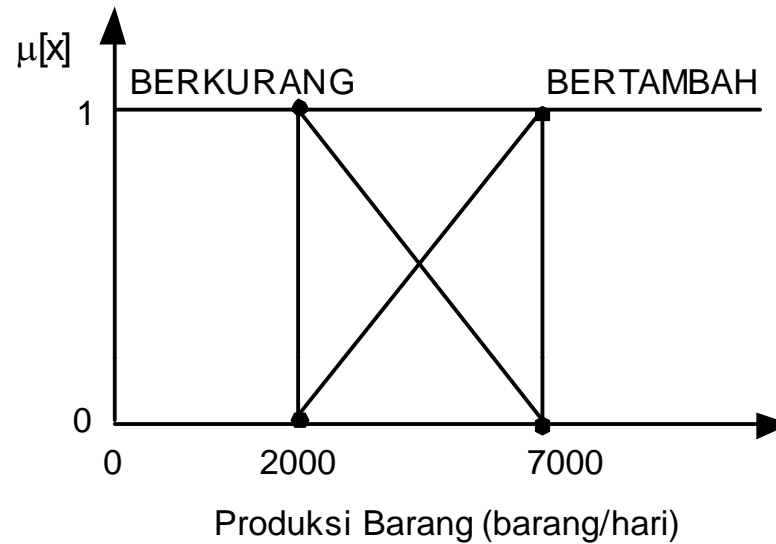 μ[x]
BERKURANG BERTAMBAH
1
0
0 2000 7000
Produksi Barang (barang/hari)